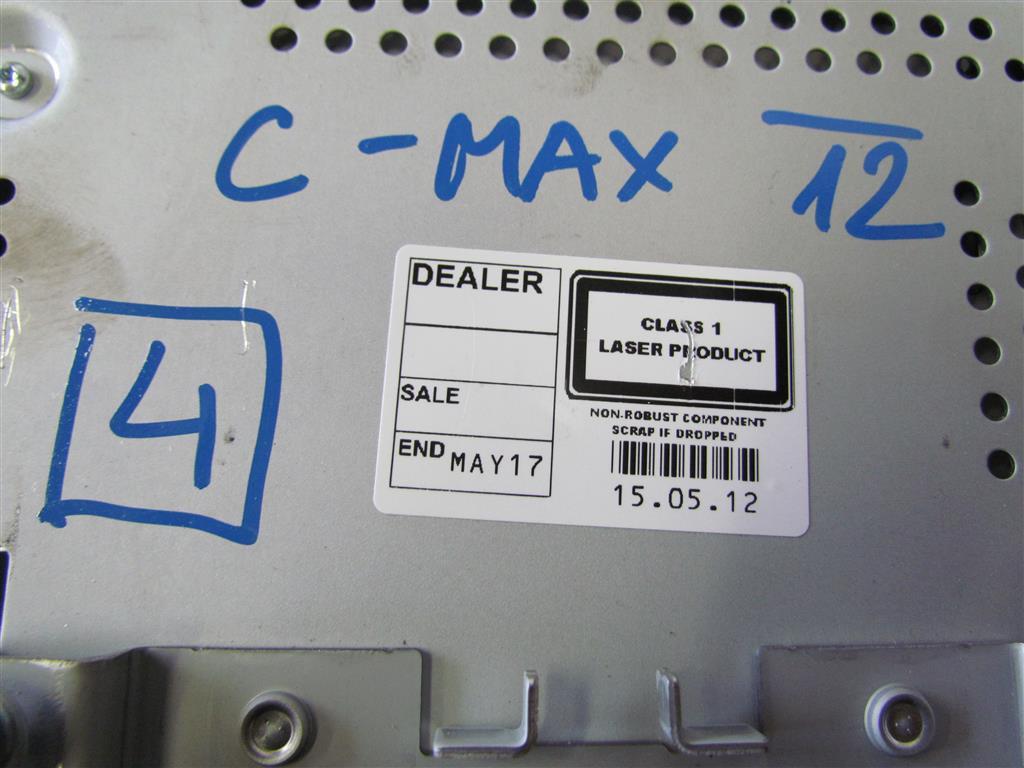 C-MAX 12
4
DEALER
SALE
END MAY17
CLASS 1
LASER PRODUCT
NON-ROBUST COMPONENT
SCRAP IF DROPPED
15.05.12